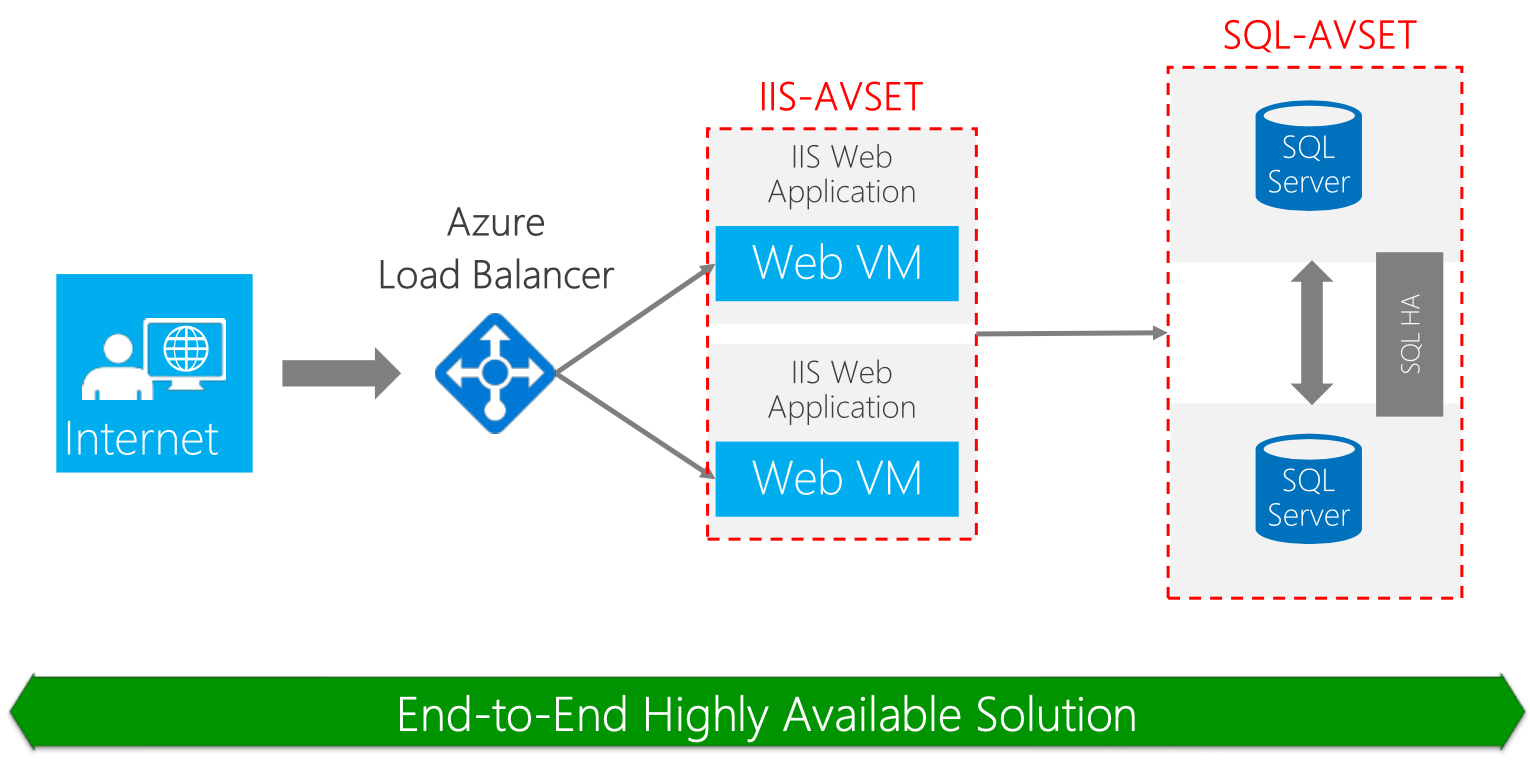 SQL-AVSET
IIS-AVSET
Azure
Load Balancer
Internet
IIS Web
Application
Web VM
IIS Web
Application
Web VM
SQL
Server
SQL HA
SQL
Server
End-to-End Highly Available Solution